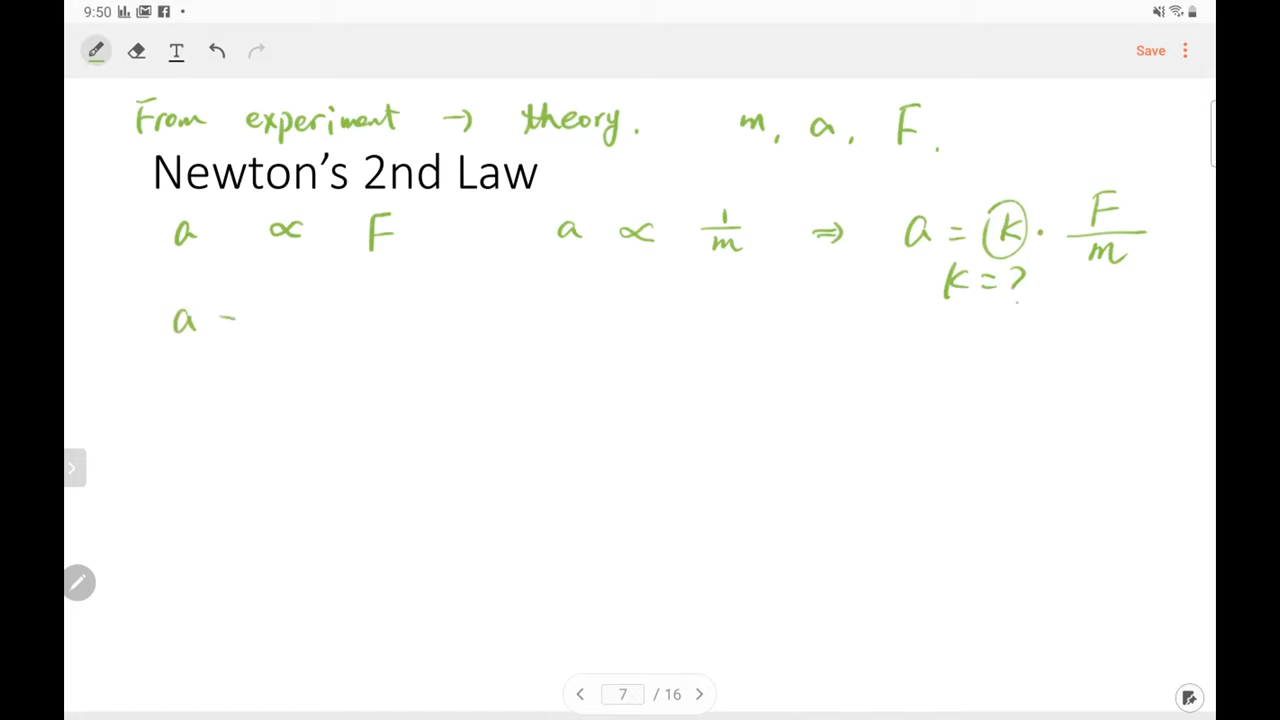 9:50
Save
From experiment → theory. m, a, F.
Newton's 2nd Law
a ∝ F a ∝ 1/m ⇒ a = k · F/m
k = ?
a -
7 / 16